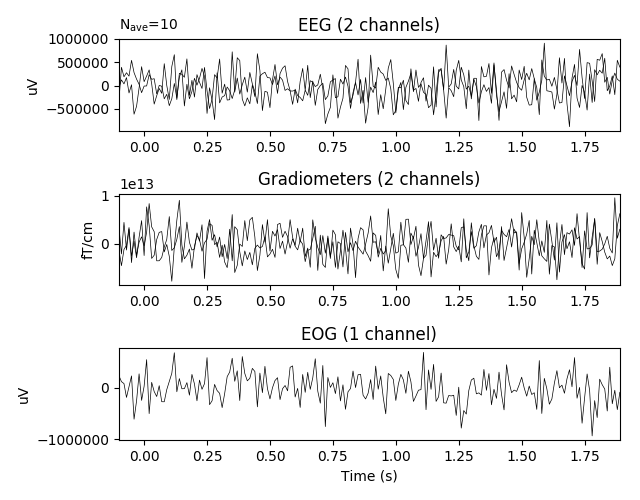 N_ave=10 EEG (2 channels)
1000000
500000
0
−500000
uV
0.00 0.25 0.50 0.75 1.00 1.25 1.50 1.75
1e13 Gradiometers (2 channels)
1
0
fT/cm
0.00 0.25 0.50 0.75 1.00 1.25 1.50 1.75
EOG (1 channel)
0
−1000000
uV
0.00 0.25 0.50 0.75 1.00 1.25 1.50 1.75
Time (s)